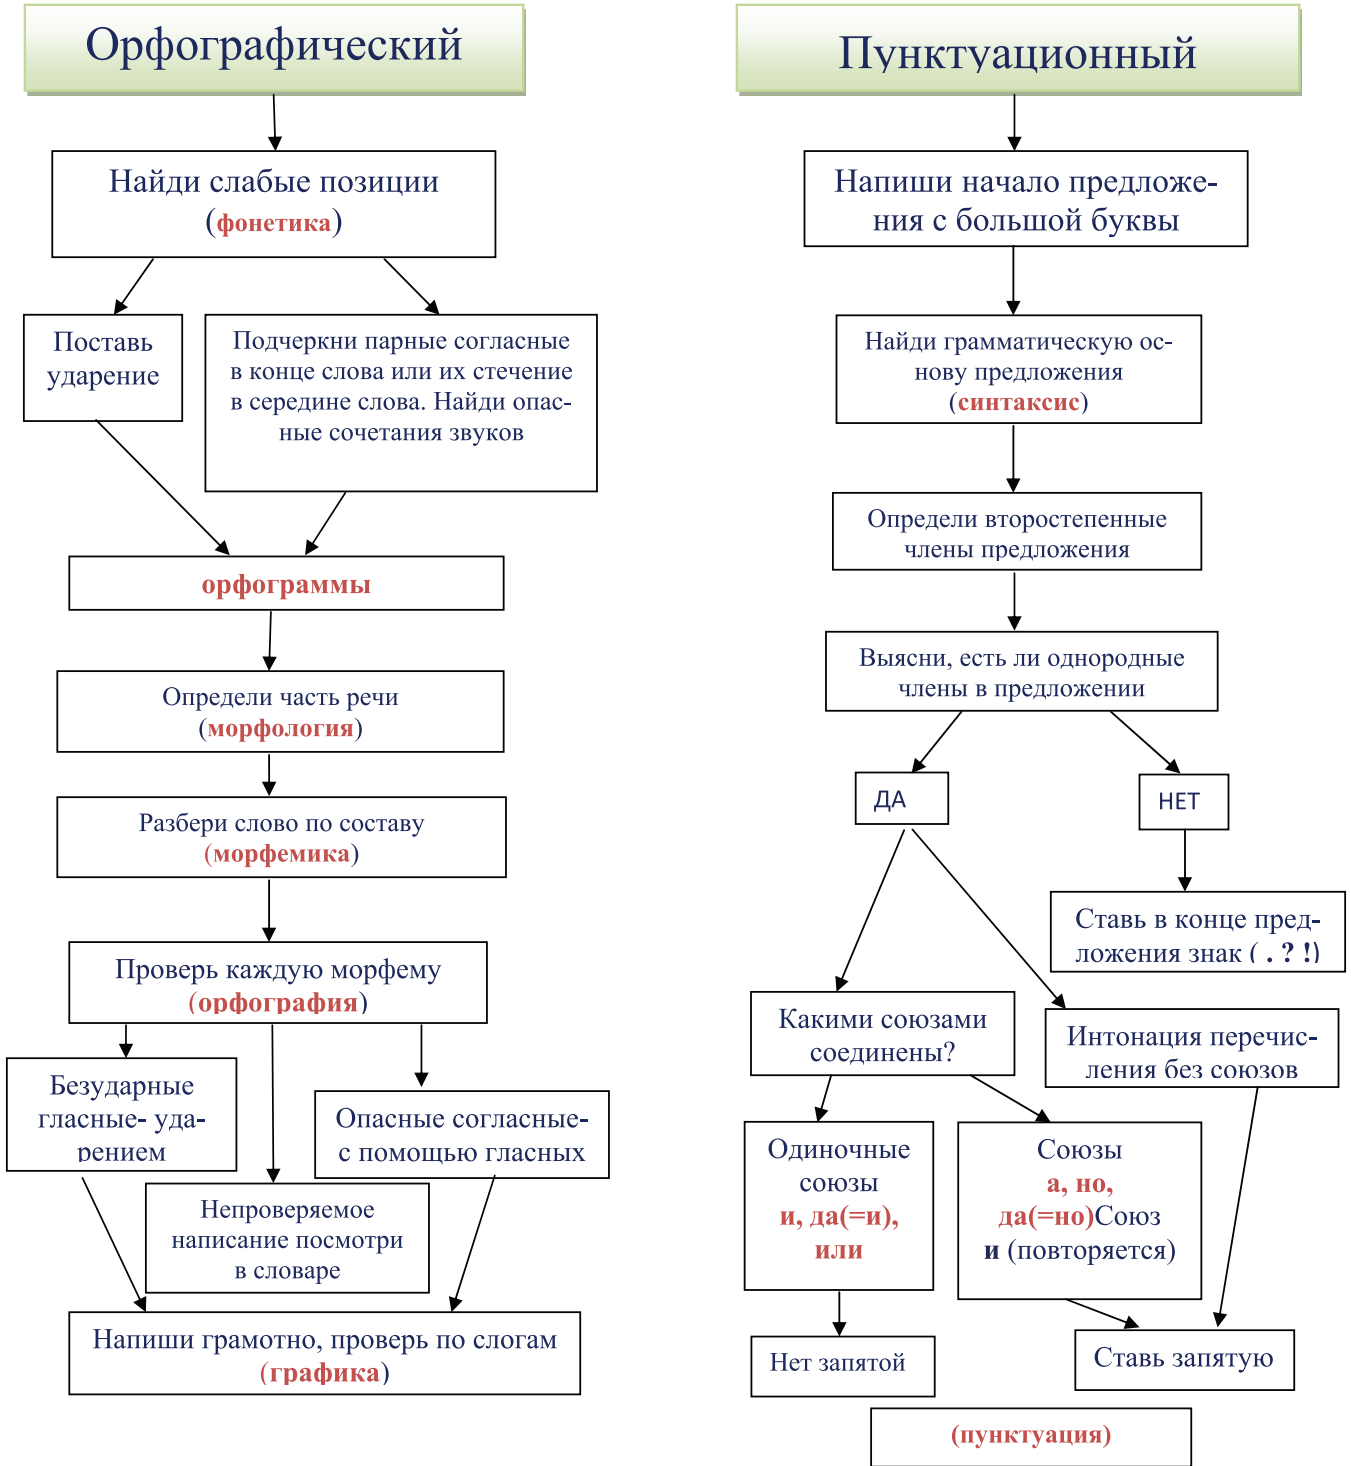 Орфографический
Найди слабые позиции
(фонетика)
Поставь
ударение
Подчеркни парные согласные
в конце слова или их стечение
в середине слова. Найди опас-
ные сочетания звуков
орфограммы
Определи часть речи
(морфология)
Разбери слово по составу
(морфемика)
Проверь каждую морфему
(орфография)
Безударные
гласные- уда-
рением
Опасные согласные-
с помощью гласных
Непроверяемое
написание посмотри
в словаре
Напиши грамотно, проверь по слогам
(графика)
Пунктуационный
Напиши начало предложе-
ния с большой буквы
Найди грамматическую ос-
нову предложения
(синтаксис)
Определи второстепенные
члены предложения
Выясни, есть ли однородные
члены в предложении
ДА
НЕТ
Ставь в конце пред-
ложения знак ( . ? !)
Какими союзами
соединены?
Интонация перечис-
ления без союзов
Одиночные
союзы
и, да(=и),
или
Союзы
а, но,
да(=но)Союз
и (повторяется)
Нет запятой
Ставь запятую
(пунктуация)